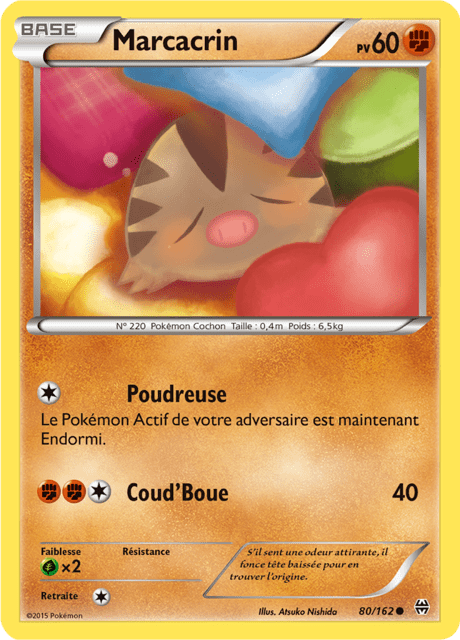 BASE
Marcacrin
PV60
N° 220 Pokémon Cochon Taille : 0,4m Poids : 6,5kg
Poudreuse
Le Pokémon Actif de votre adversaire est maintenant
Endormi.
Coud'Boue 40
Faiblesse Résistance
×2
Retraite
S'il sent une odeur attirante, il
fonce tête baissée pour en
trouver l'origine.
©2015 Pokémon
Illus. Atsuko Nishida
80/162